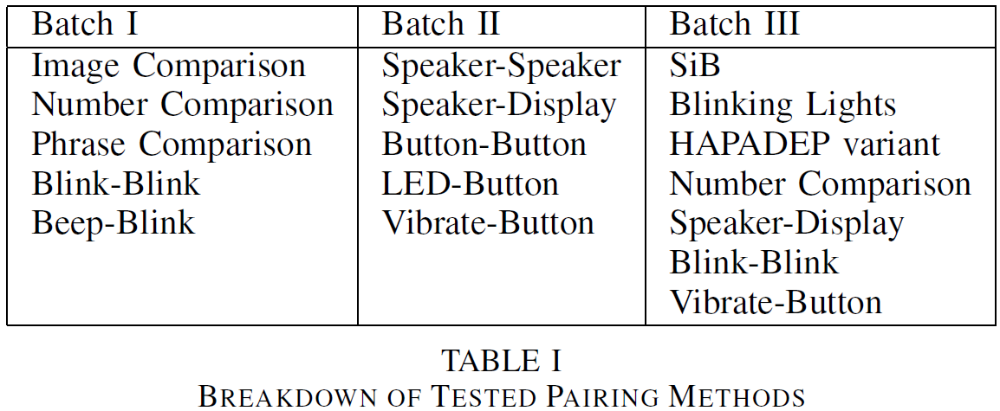 Batch I
Batch II
Batch III
Image Comparison
Number Comparison
Phrase Comparison
Blink-Blink
Beep-Blink
Speaker-Speaker
Speaker-Display
Button-Button
LED-Button
Vibrate-Button
SiB
Blinking Lights
HAPADEP variant
Number Comparison
Speaker-Display
Blink-Blink
Vibrate-Button
TABLE I
BREAKDOWN OF TESTED PAIRING METHODS